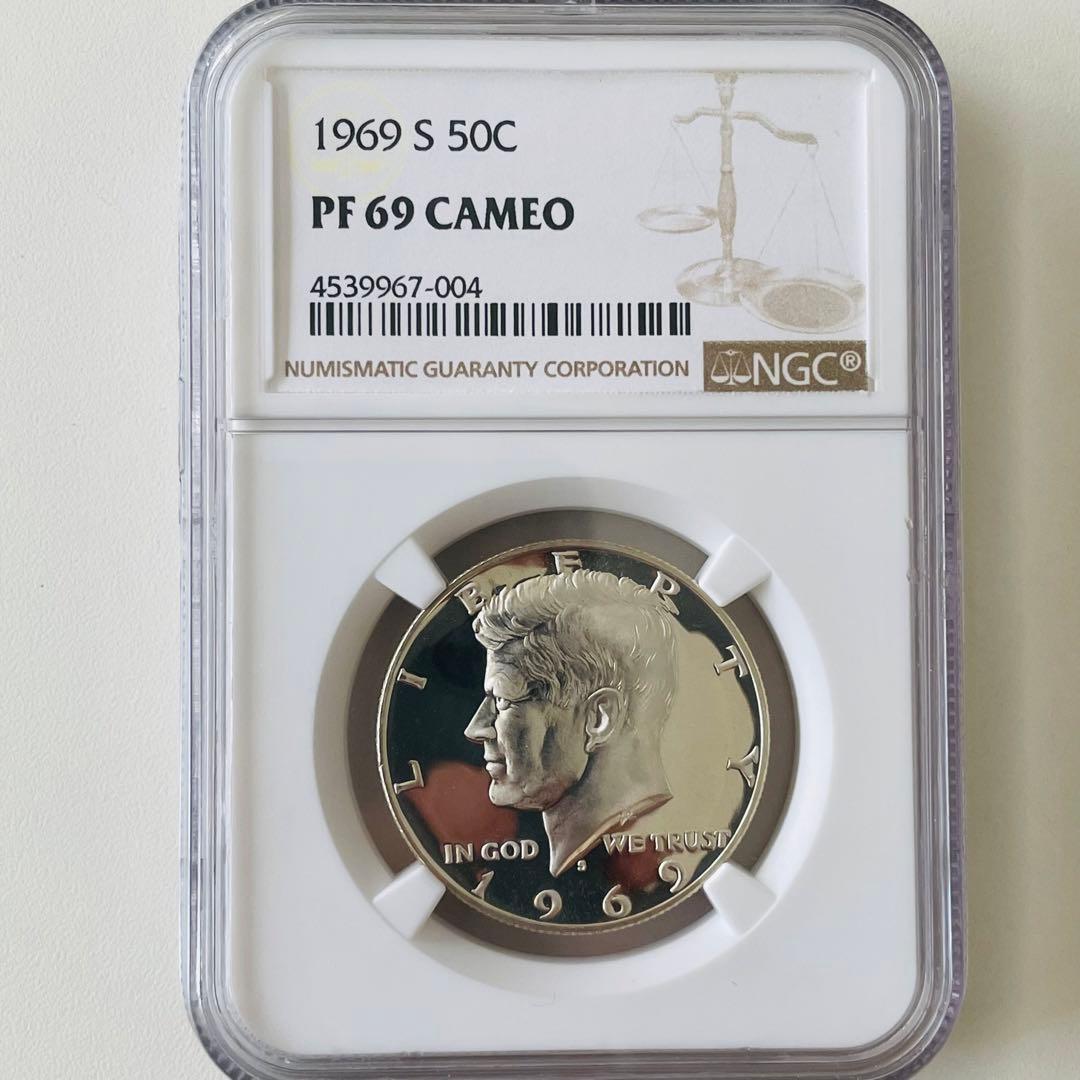 1969 S 50C
PF 69 CAMEO
4539967-004
NUMISMATIC GUARANTY CORPORATION
NGC®
LIBERTY
IN GOD WE TRUST
S
1969